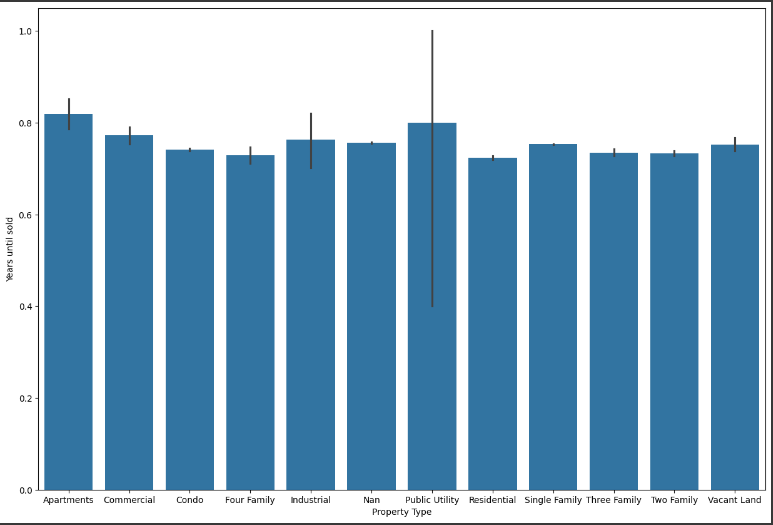 1.0
0.8
0.6
0.4
0.2
0.0
Years until sold
Apartments Commercial Condo Four Family Industrial Nan Public Utility Residential Single Family Three Family Two Family Vacant Land
Property Type